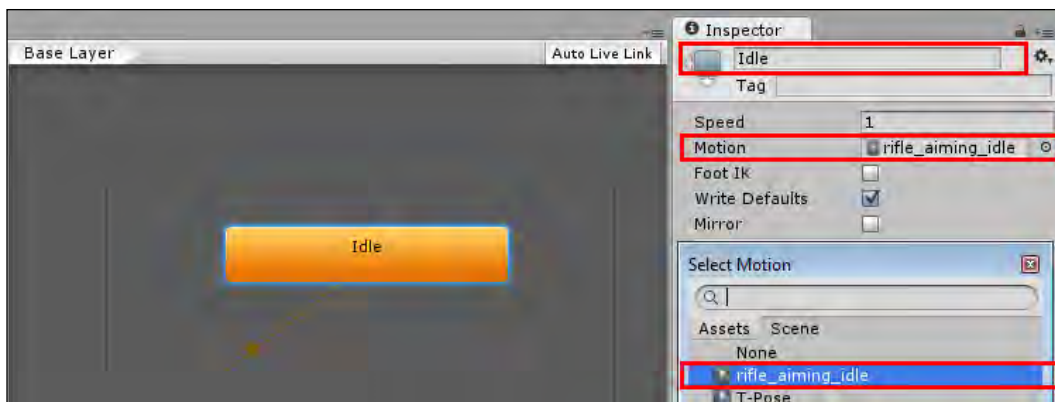 Base Layer
Auto Live Link
Idle
Inspector
Idle
Tag
Speed 1
Motion rifle_aiming_idle
Foot IK
Write Defaults
Mirror
Select Motion
Assets Scene
None
rifle_aiming_idle
T-Pose